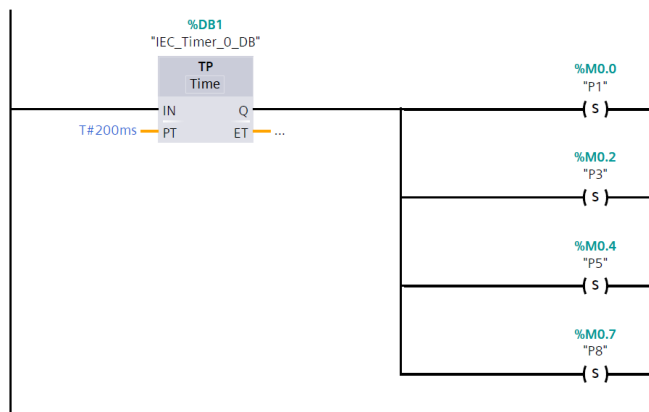 %DB1
"IEC_Timer_0_DB"
TP
Time
IN Q
T#200ms PT ET ...
%M0.0
"P1"
S
%M0.2
"P3"
S
%M0.4
"P5"
S
%M0.7
"P8"
S